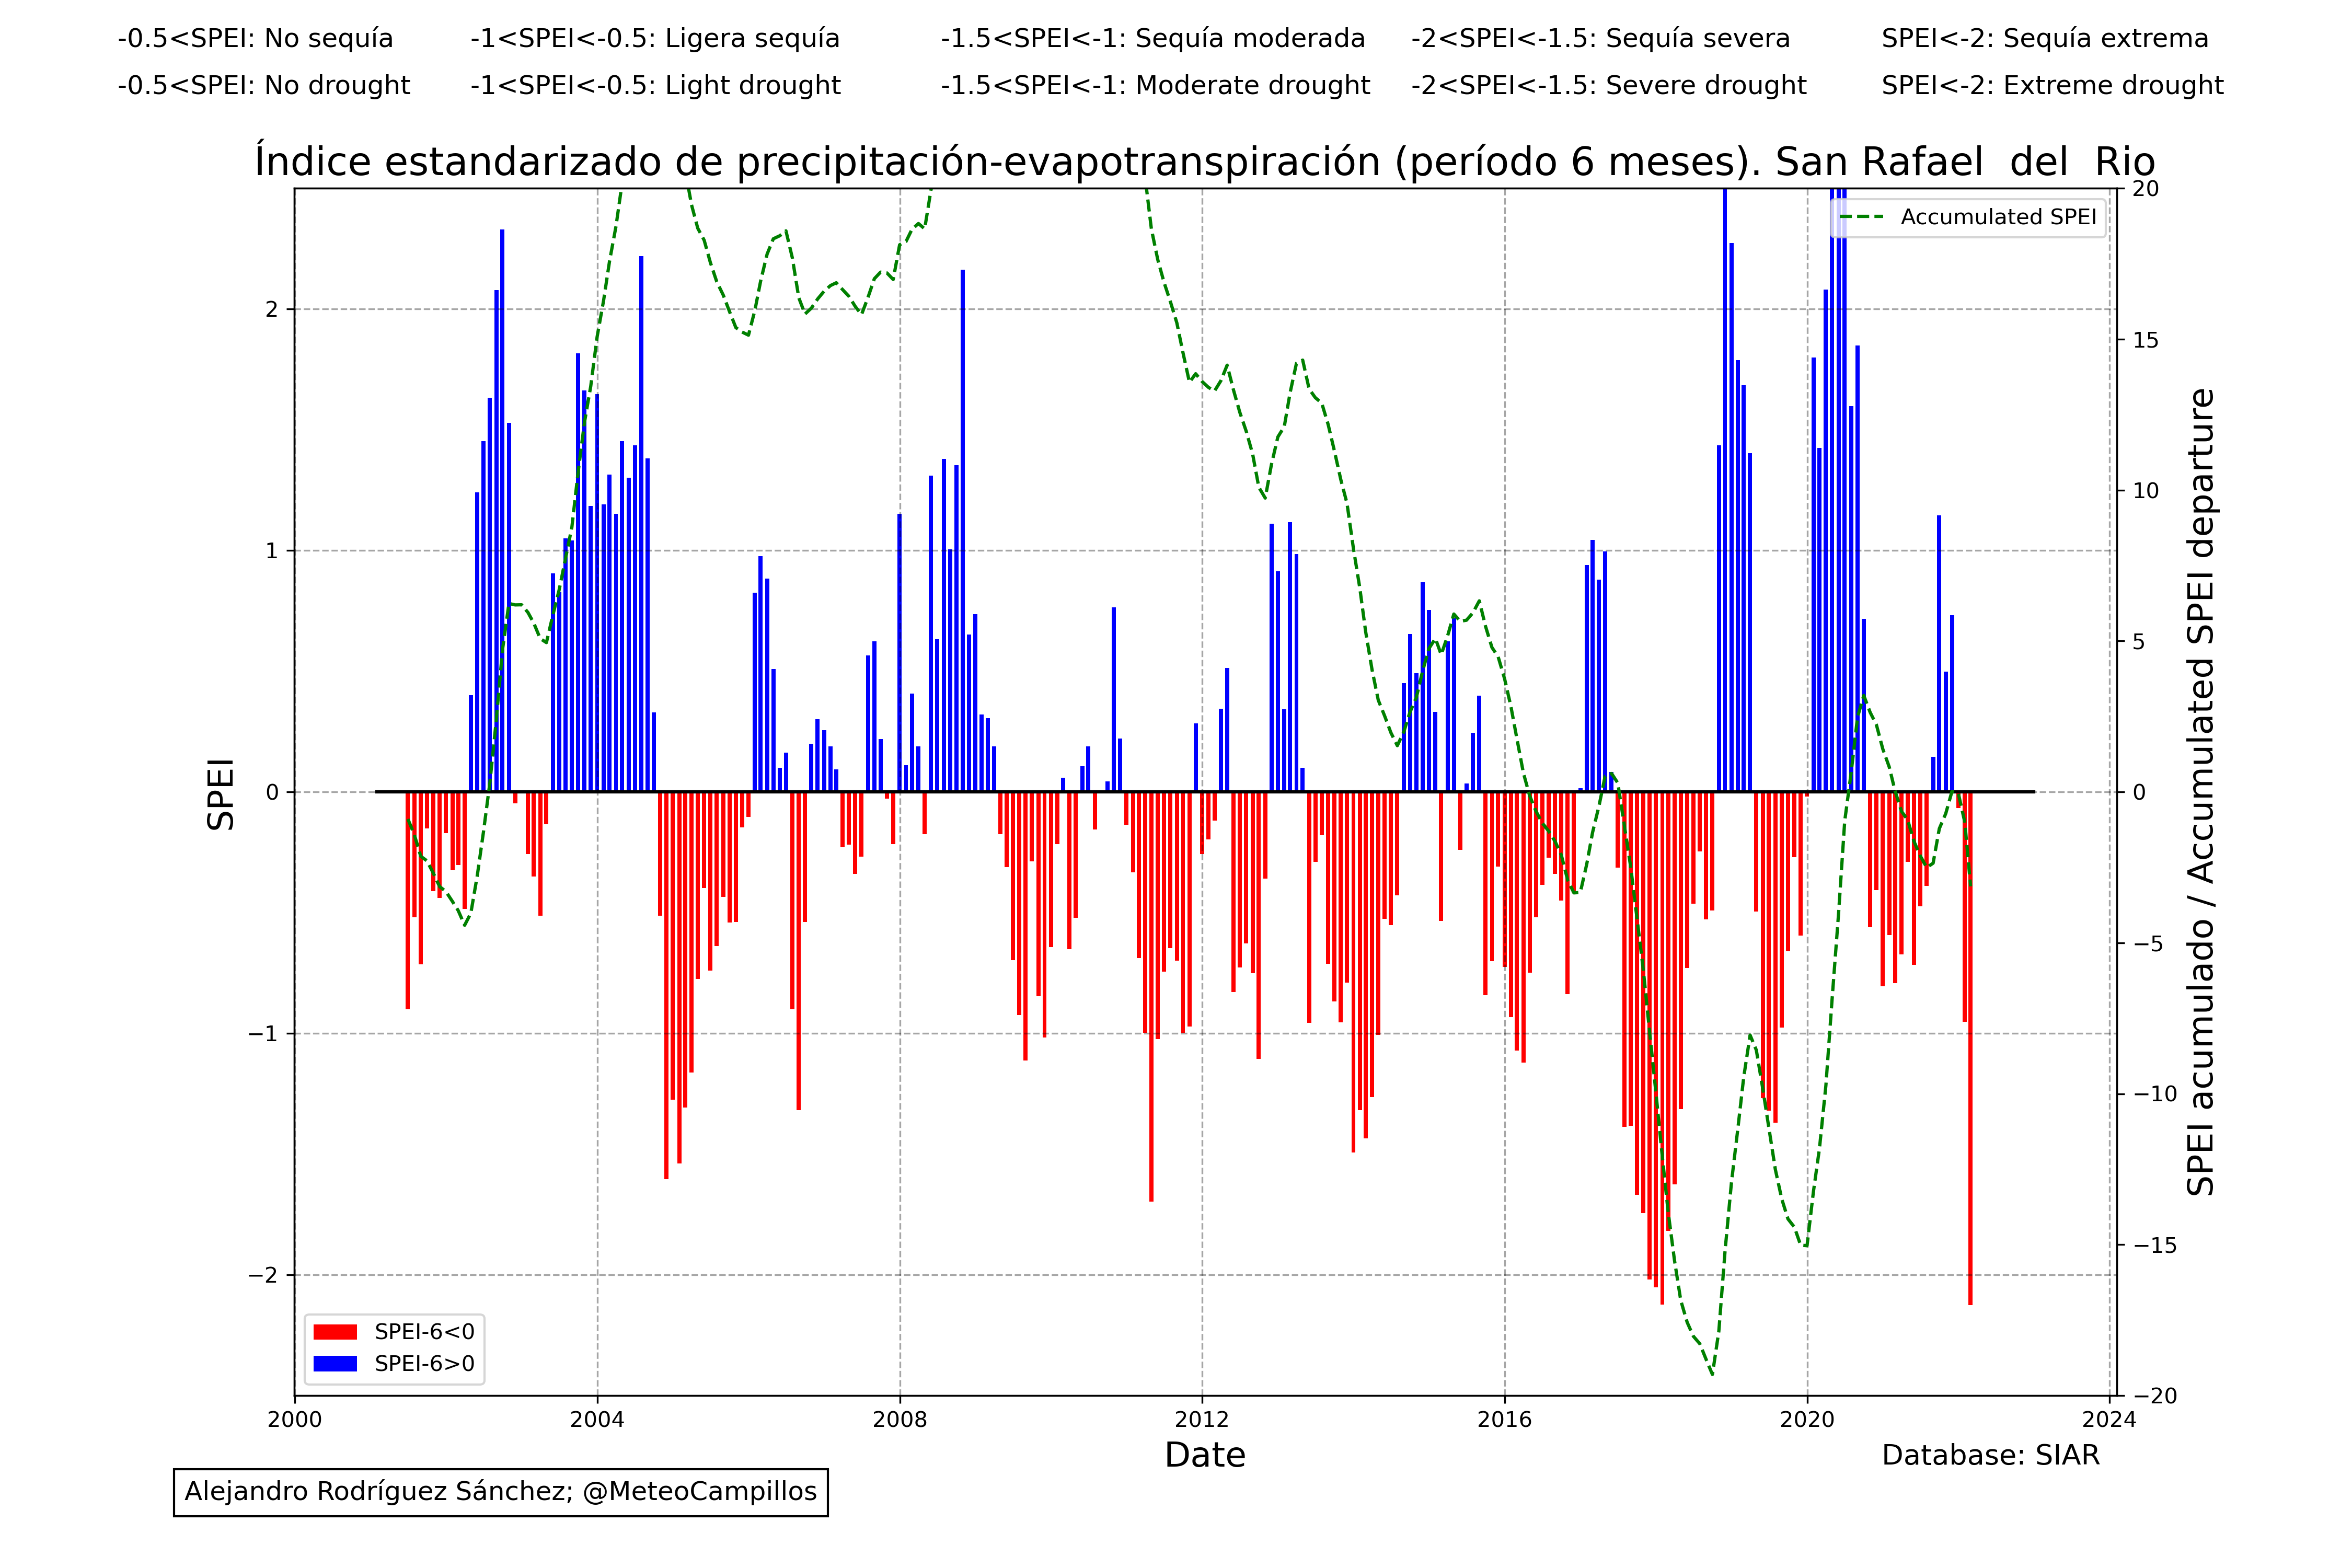 -0.5<SPEI: No sequía -1<SPEI<-0.5: Ligera sequía -1.5<SPEI<-1: Sequía moderada -2<SPEI<-1.5: Sequía severa SPEI<-2: Sequía extrema
-0.5<SPEI: No drought -1<SPEI<-0.5: Light drought -1.5<SPEI<-1: Moderate drought -2<SPEI<-1.5: Severe drought SPEI<-2: Extreme drought
Índice estandarizado de precipitación-evapotranspiración (período 6 meses). San Rafael  del  Rio
Accumulated SPEI
SPEI
2
1
0
−1
−2
20
15
10
5
0
−5
−10
−15
−20
SPEI acumulado / Accumulated SPEI departure
SPEI-6<0
SPEI-6>0
2000 2004 2008 2012 2016 2020 2024
Date
Database: SIAR
Alejandro Rodríguez Sánchez; @MeteoCampillos